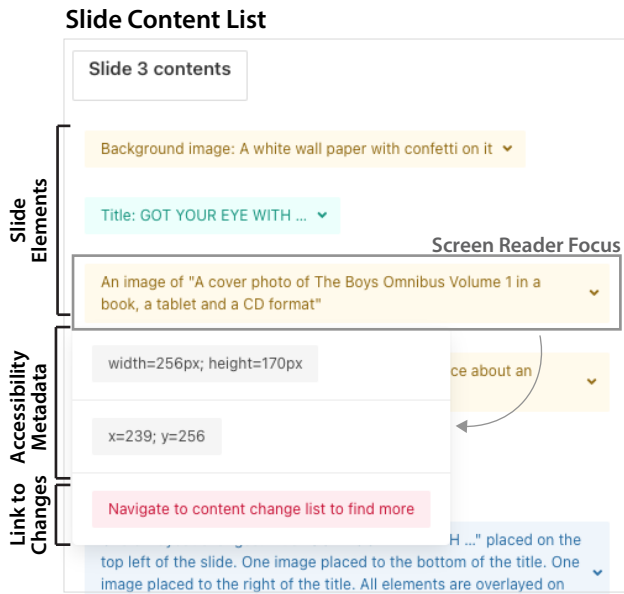 Slide Content List
Slide 3 contents
Slide
Elements
Background image: A white wall paper with confetti on it
Title: GOT YOUR EYE WITH ...
Screen Reader Focus
An image of "A cover photo of The Boys Omnibus Volume 1 in a
book, a tablet and a CD format"
Accessibility
Metadata
width=256px; height=170px
ce about an
x=239; y=256
Link to
Changes
Navigate to content change list to find more
H ..." placed on the
top left of the slide. One image placed to the bottom of the title. One
image placed to the right of the title. All elements are overlayed on